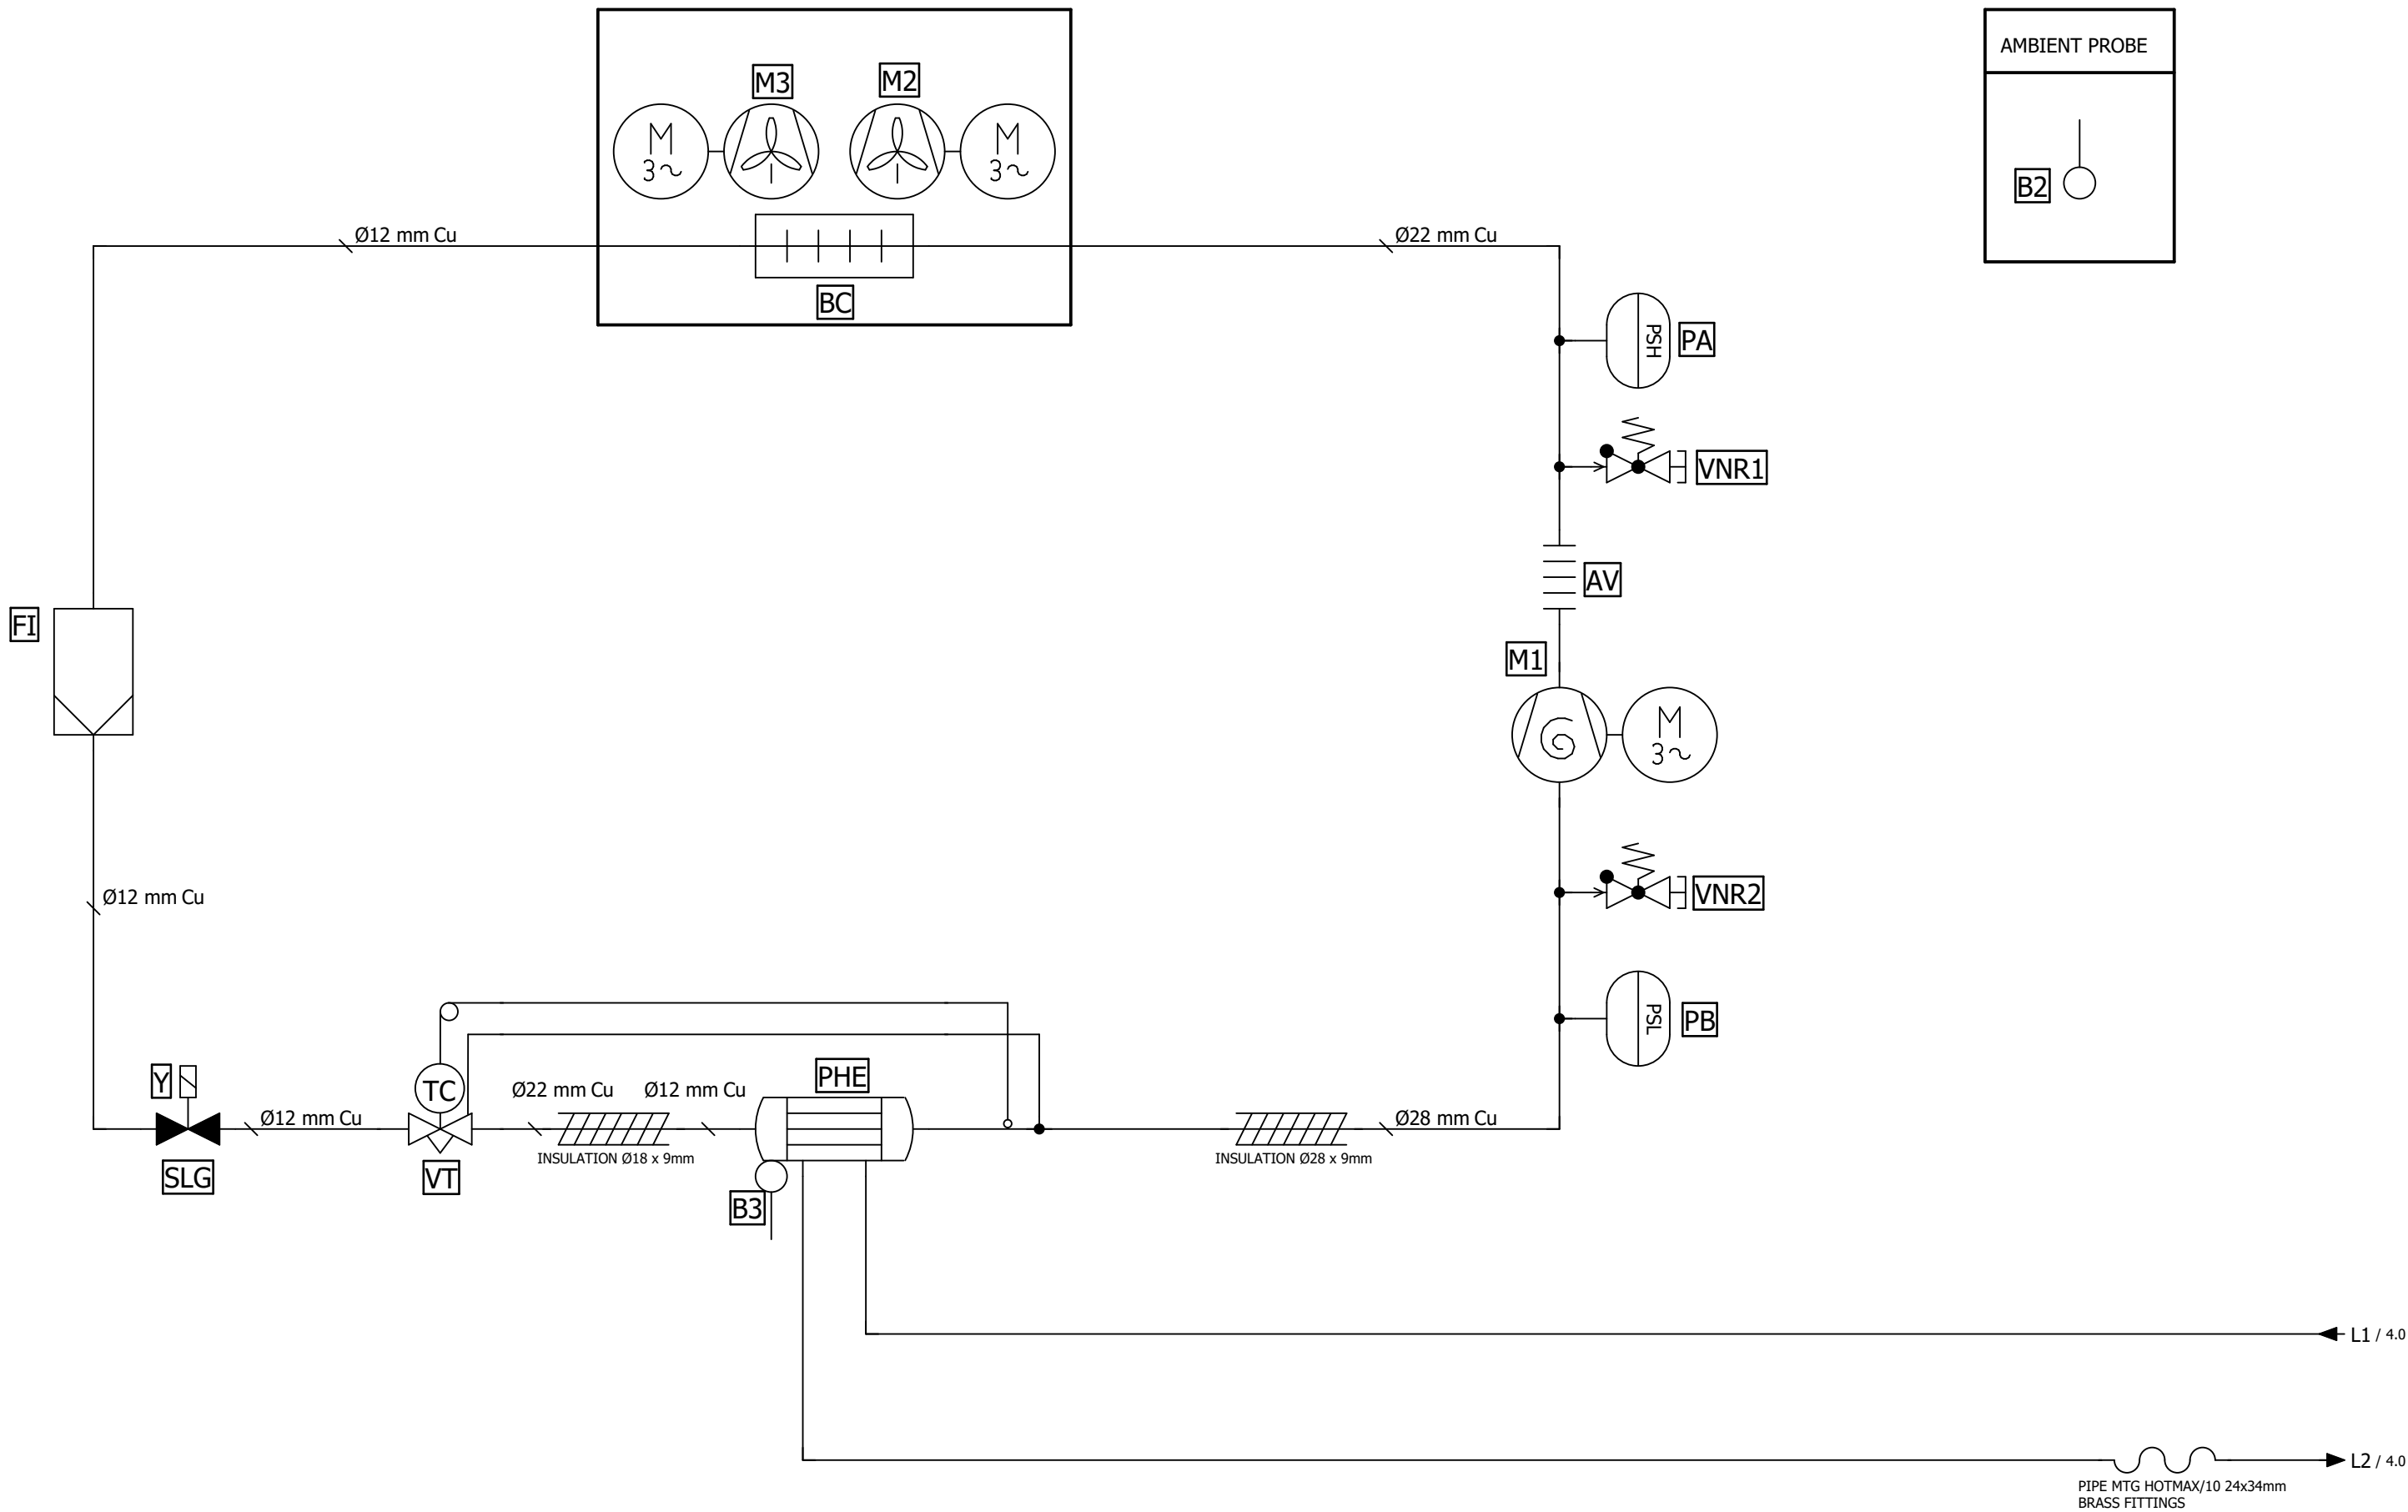 AMBIENT PROBE
M3
M2
M
3~
M
3~
B2
Ø12 mm Cu
Ø22 mm Cu
BC
PSH
PA
VNR1
AV
FI
M1
M
3~
Ø12 mm Cu
VNR2
PSL
PB
Y
TC
Ø22 mm Cu
Ø12 mm Cu
PHE
Ø12 mm Cu
Ø28 mm Cu
INSULATION Ø18 x 9mm
INSULATION Ø28 x 9mm
SLG
VT
B3
L1 / 4.0
L2 / 4.0
PIPE MTG HOTMAX/10 24x34mm
BRASS FITTINGS